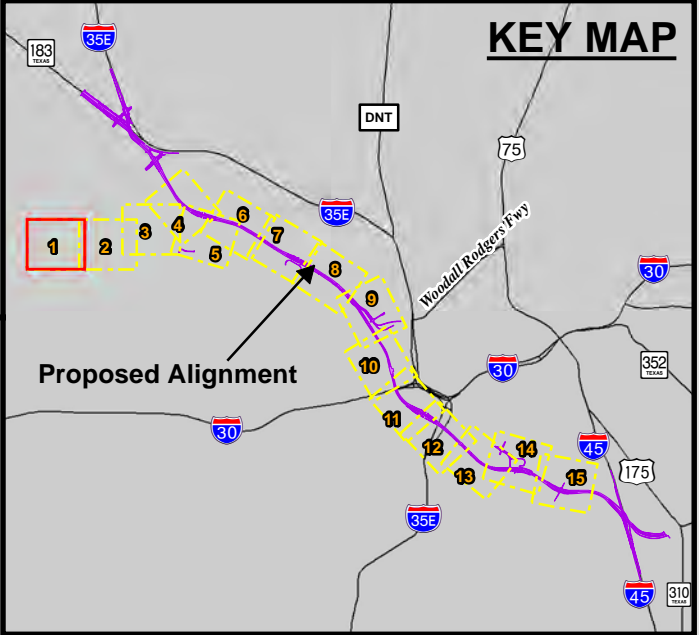 KEY MAP
35E
183
TEXAS
DNT
75
35E
Woodall Rodgers Fwy
30
1
2
3
4
5
6
7
8
9
10
11
12
13
14
15
30
352
TEXAS
Proposed Alignment
30
45
175
35E
45
310
TEXAS